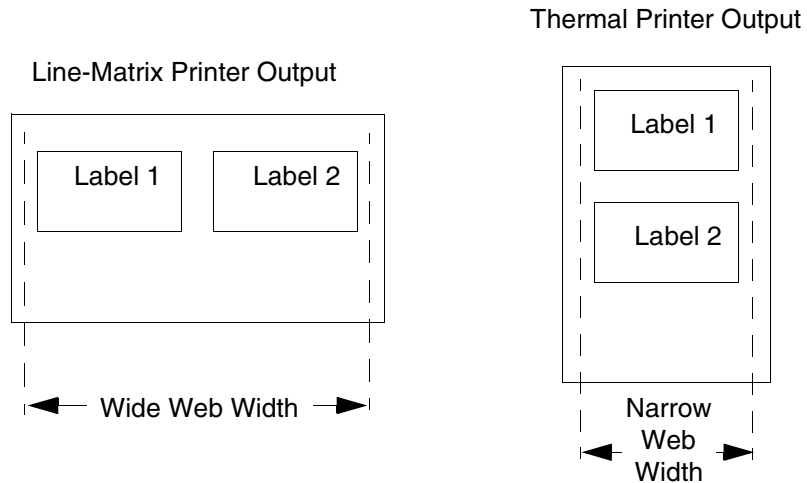 Line-Matrix Printer Output
Label 1
Label 2
Wide Web Width
Thermal Printer Output
Label 1
Label 2
Narrow
Web
Width